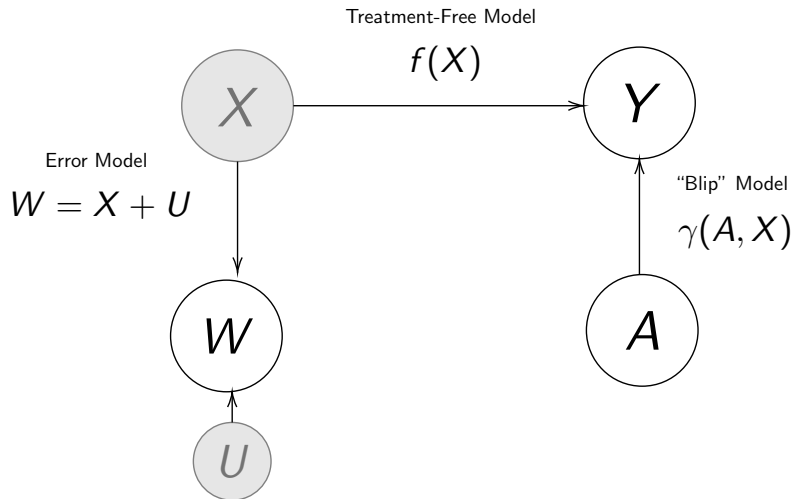 Treatment-Free Model
f(X)
X
Y
Error Model
W = X + U
“Blip” Model
γ(A, X)
W
A
U